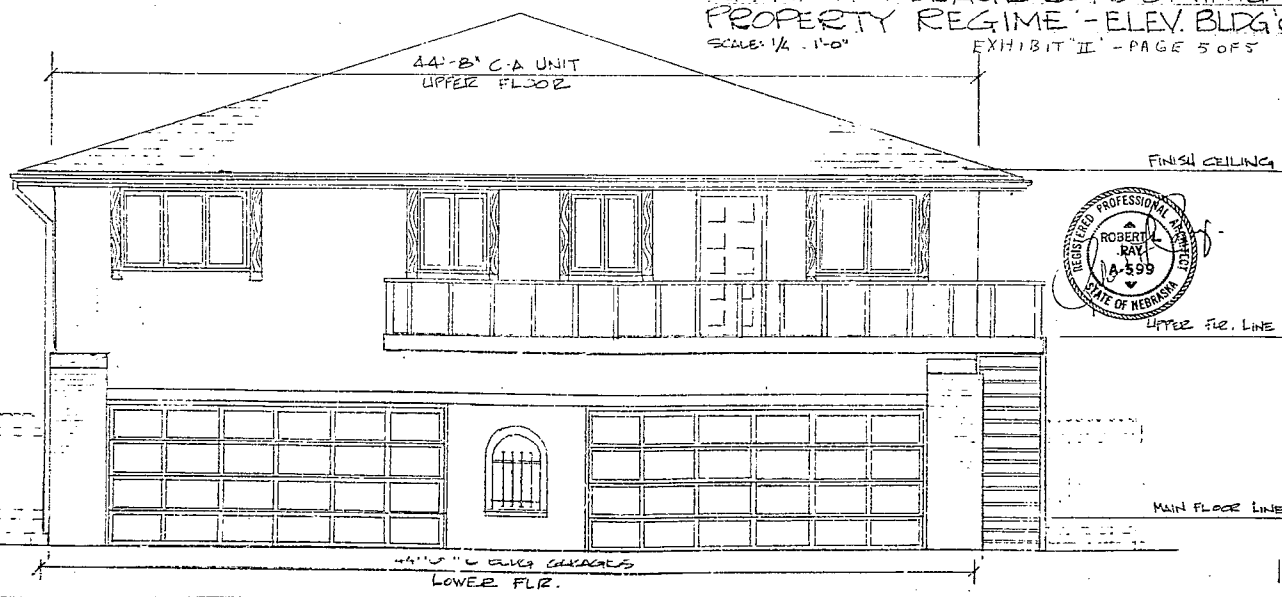 PROPERTY REGIME - ELEV. BLDG'S
SCALE: 1/4 1'-0"
EXHIBIT "II" - PAGE 5 OF 5
44'-8" C-A UNIT
UPPER FLOOR
FINISH CEILING
REGISTERED PROFESSIONAL ARCHITECT
ROBERT L.
RAY
A-599
STATE OF NEBRASKA
UPPER FLR. LINE
MAIN FLOOR LINE
GARAGES
LOWER FLR.